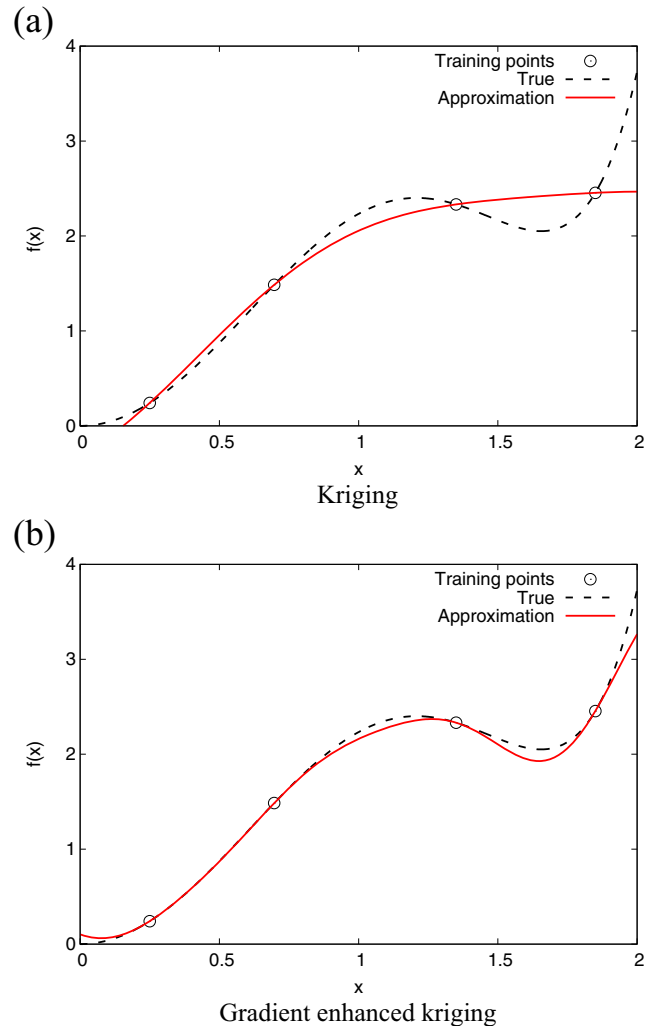 (a)
4
3
2
1
0
f(x)
Training points
True
Approximation
0
0.5
1
1.5
2
x
Kriging
(b)
4
3
2
1
0
f(x)
Training points
True
Approximation
0
0.5
1
1.5
2
x
Gradient enhanced kriging